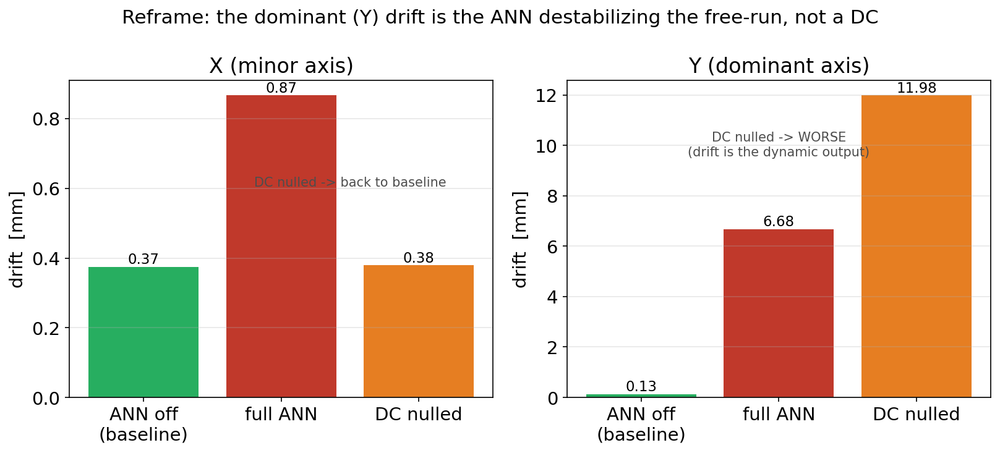 Reframe: the dominant (Y) drift is the ANN destabilizing the free-run, not a DC
X (minor axis)
drift [mm]
0.8
0.6
0.4
0.2
0.0
0.37
0.87
0.38
DC nulled -> back to baseline
ANN off
(baseline)
full ANN
DC nulled
Y (dominant axis)
drift [mm]
12
10
8
6
4
2
0
0.13
6.68
11.98
DC nulled -> WORSE
(drift is the dynamic output)
ANN off
(baseline)
full ANN
DC nulled